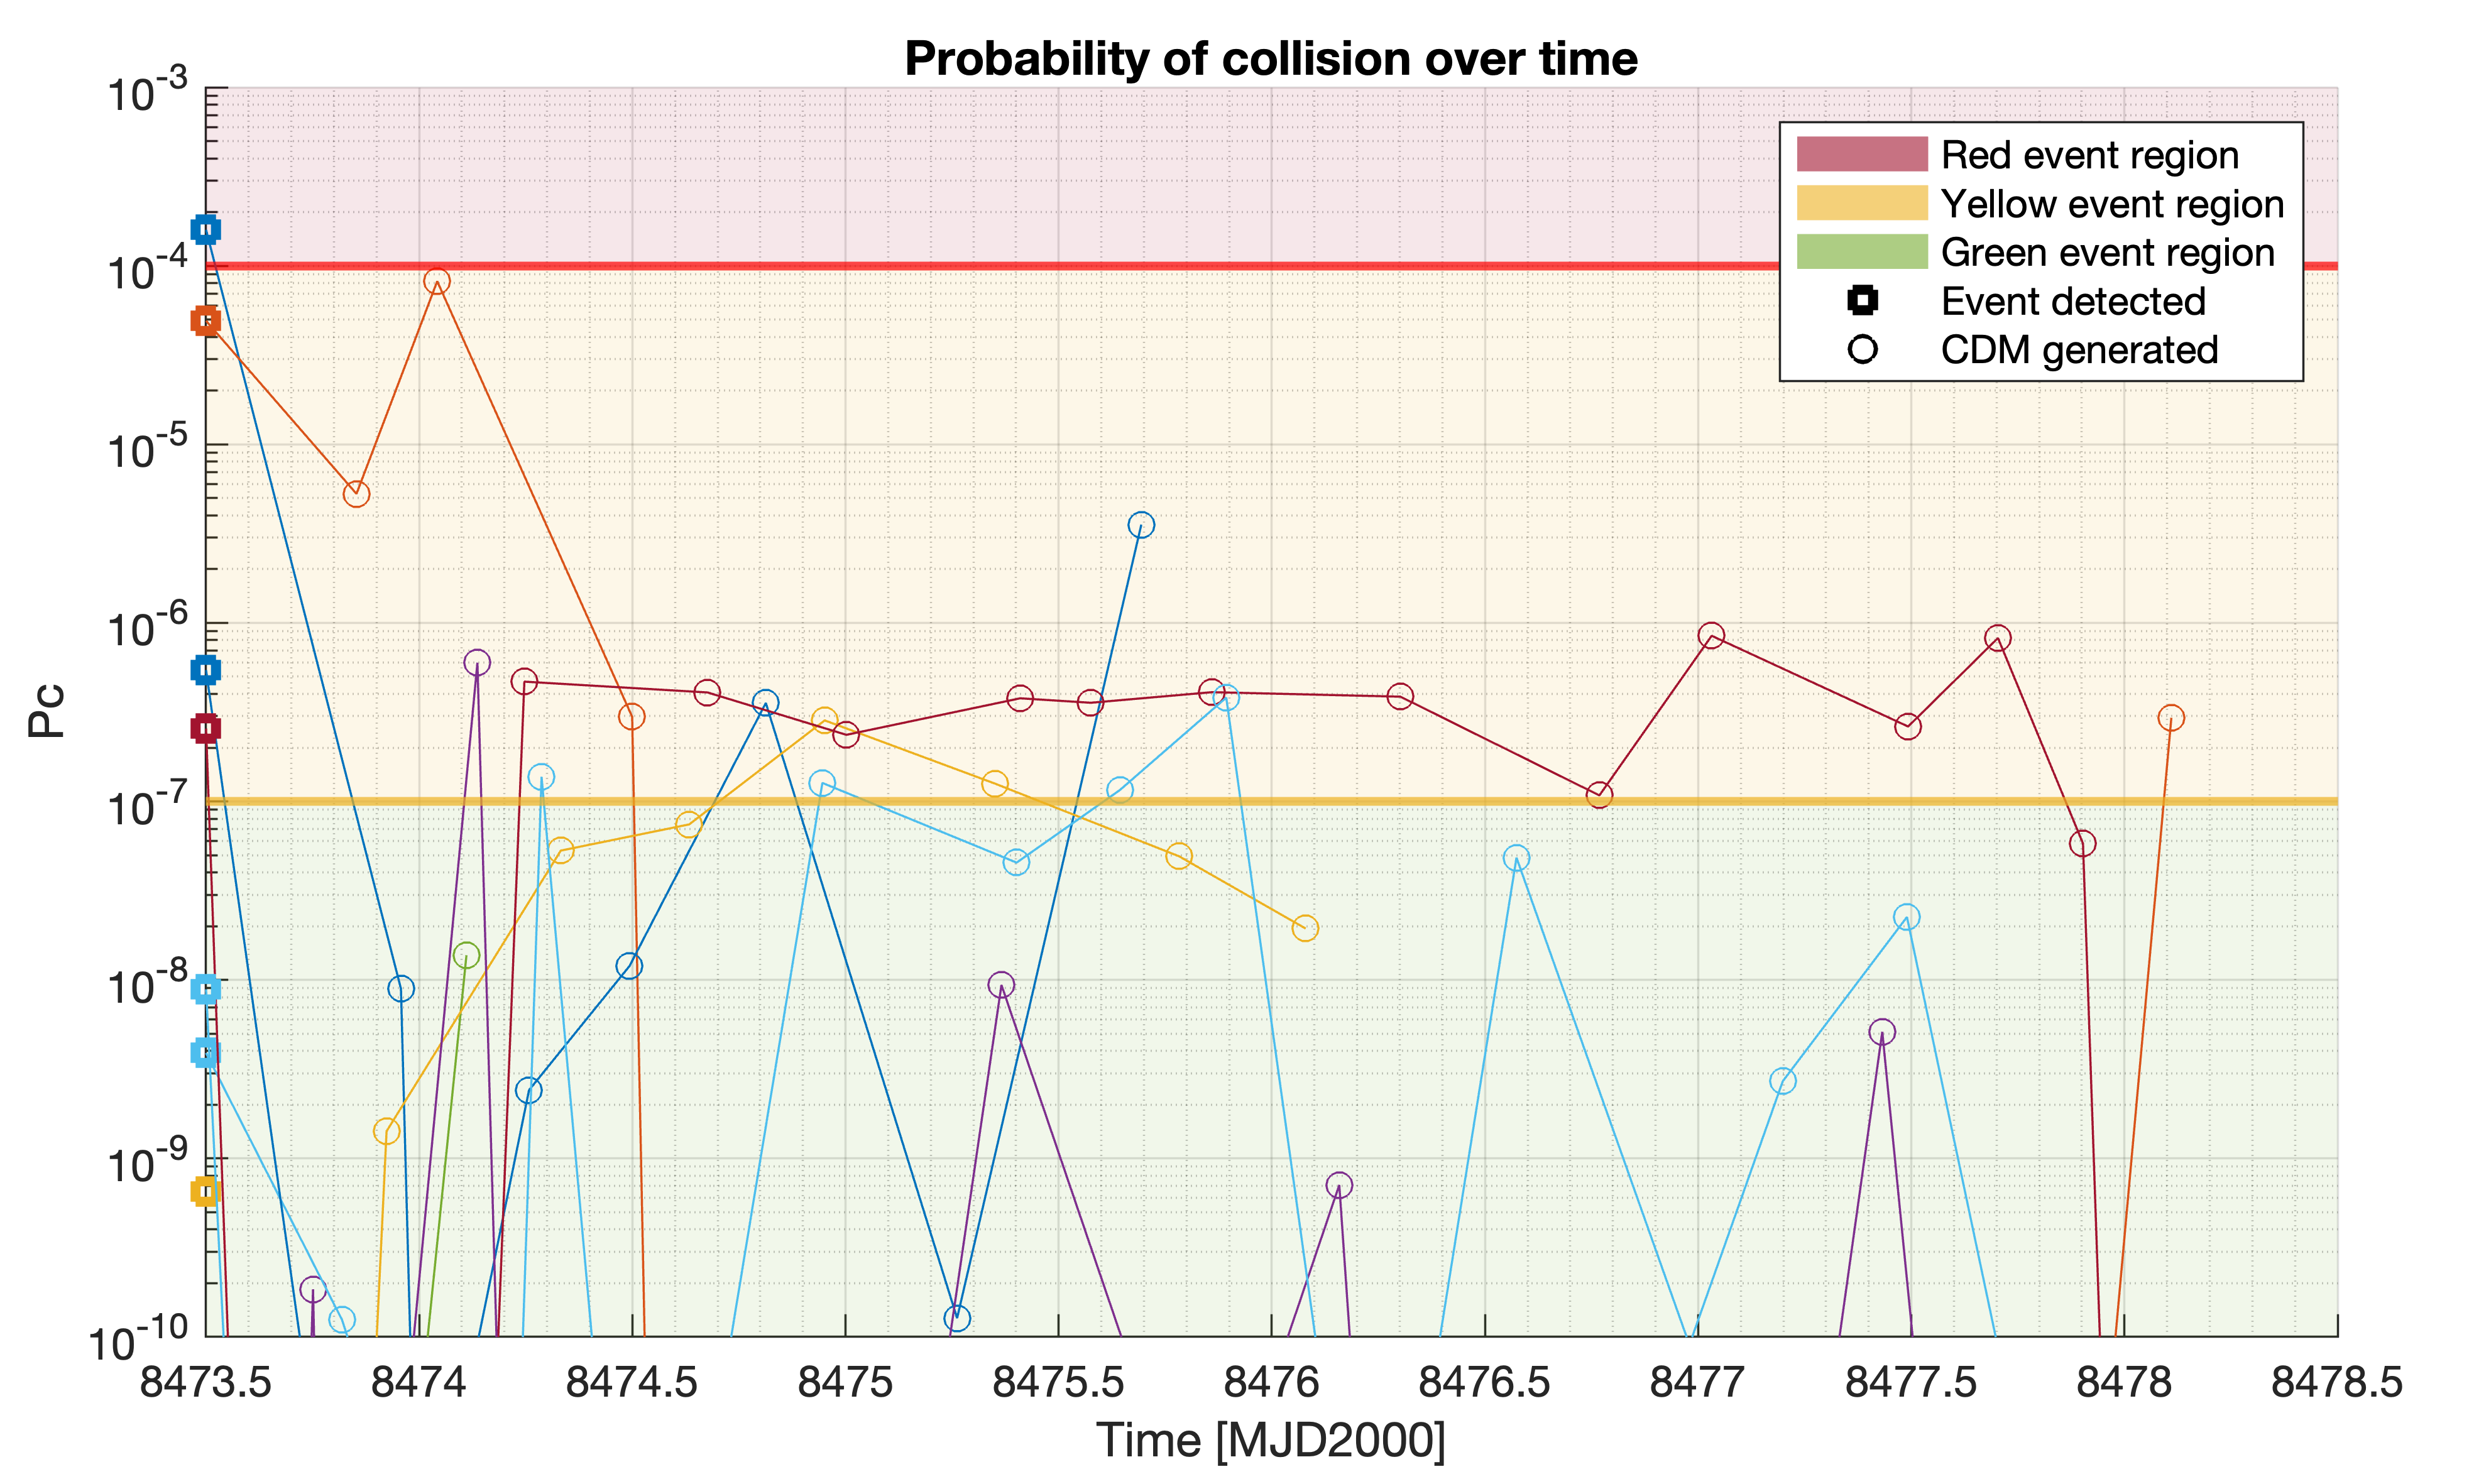 Probability of collision over time
10^-3
10^-4
10^-5
10^-6
10^-7
10^-8
10^-9
10^-10
Pc
Red event region
Yellow event region
Green event region
Event detected
CDM generated
8473.5 8474 8474.5 8475 8475.5 8476 8476.5 8477 8477.5 8478 8478.5
Time [MJD2000]